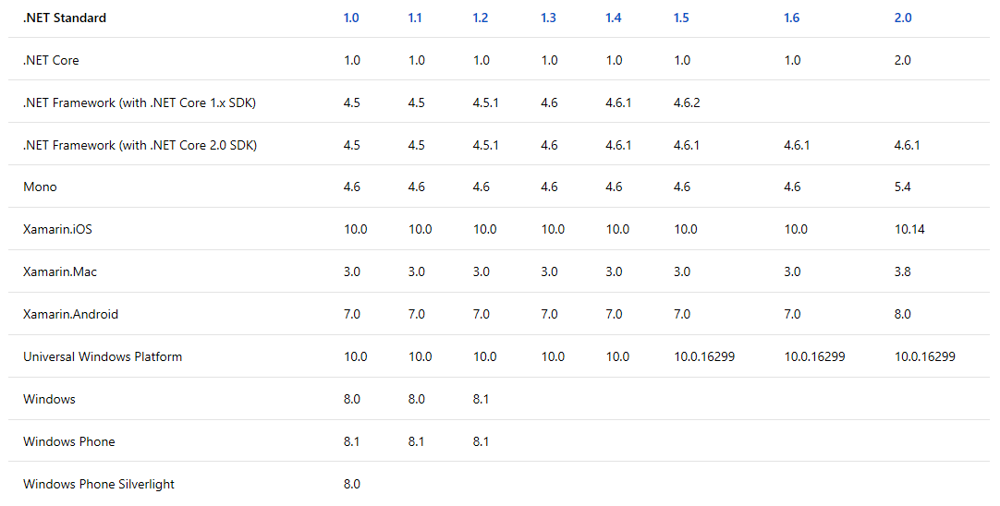 .NET Standard 1.0 1.1 1.2 1.3 1.4 1.5 1.6 2.0
.NET Core 1.0 1.0 1.0 1.0 1.0 1.0 1.0 2.0
.NET Framework (with .NET Core 1.x SDK) 4.5 4.5 4.5.1 4.6 4.6.1 4.6.2
.NET Framework (with .NET Core 2.0 SDK) 4.5 4.5 4.5.1 4.6 4.6.1 4.6.1 4.6.1 4.6.1
Mono 4.6 4.6 4.6 4.6 4.6 4.6 4.6 5.4
Xamarin.iOS 10.0 10.0 10.0 10.0 10.0 10.0 10.0 10.14
Xamarin.Mac 3.0 3.0 3.0 3.0 3.0 3.0 3.0 3.8
Xamarin.Android 7.0 7.0 7.0 7.0 7.0 7.0 7.0 8.0
Universal Windows Platform 10.0 10.0 10.0 10.0 10.0 10.0.16299 10.0.16299 10.0.16299
Windows 8.0 8.0 8.1
Windows Phone 8.1 8.1 8.1
Windows Phone Silverlight 8.0